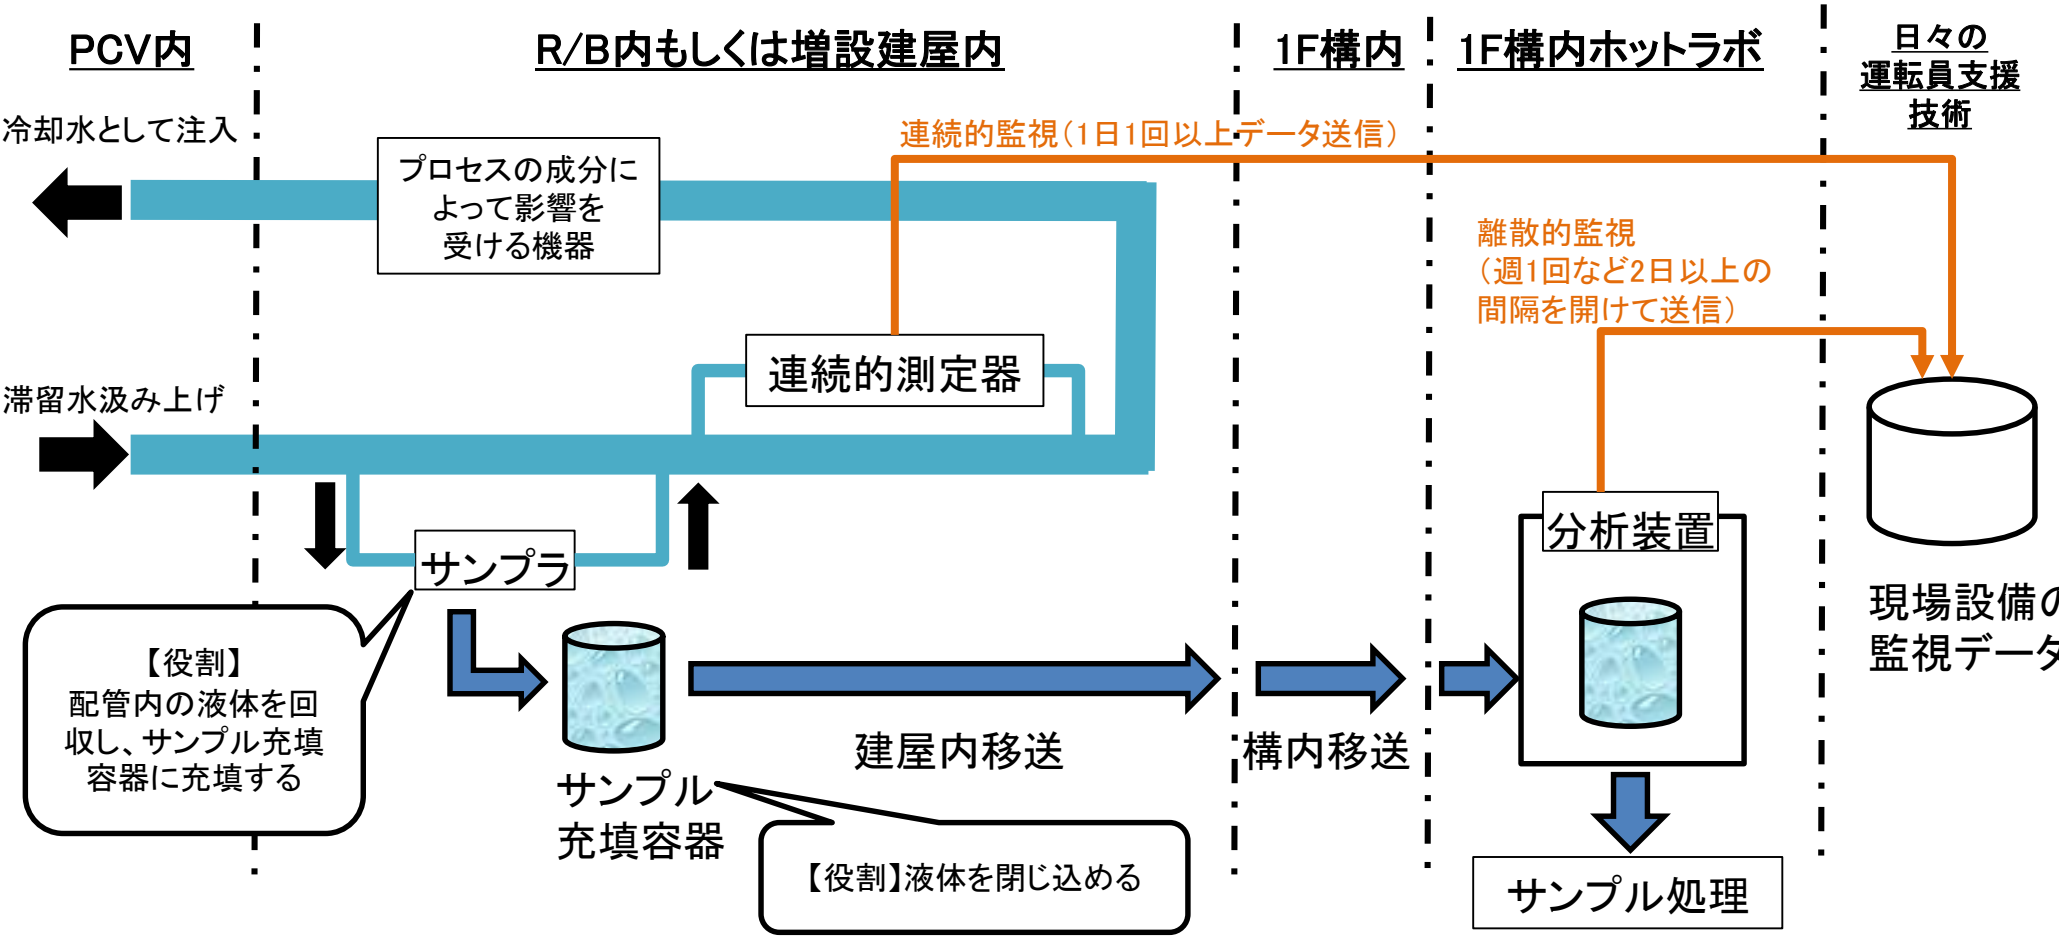 PCV内
R/B内もしくは増設建屋内
1F構内
1F構内ホットラボ
日々の
運転員支援
技術
冷却水として注入
連続的監視(1日1回以上データ送信)
プロセスの成分に
よって影響を
受ける機器
離散的監視
(週1回など2日以上の
間隔を開けて送信)
連続的測定器
滞留水汲み上げ
分析装置
サンプラ
現場設備の
監視データ
【役割】
配管内の液体を回
収し、サンプル充填
容器に充填する
建屋内移送
構内移送
サンプル
充填容器
【役割】液体を閉じ込める
サンプル処理